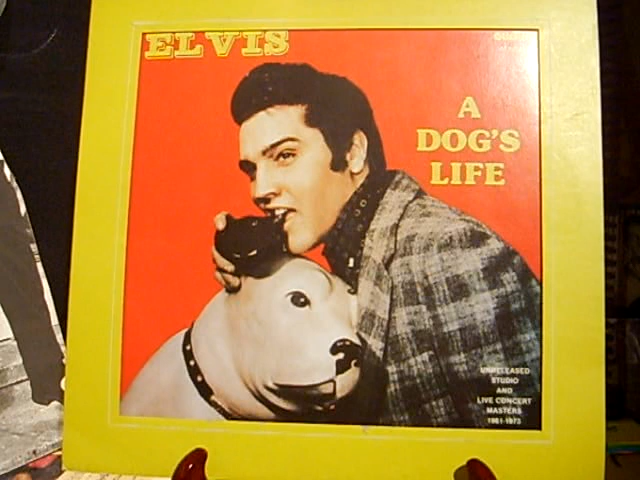 ELVIS
A
DOG'S
LIFE
UNRELEASED
STUDIO
AND
LIVE CONCERT
MASTERS
1961-1973